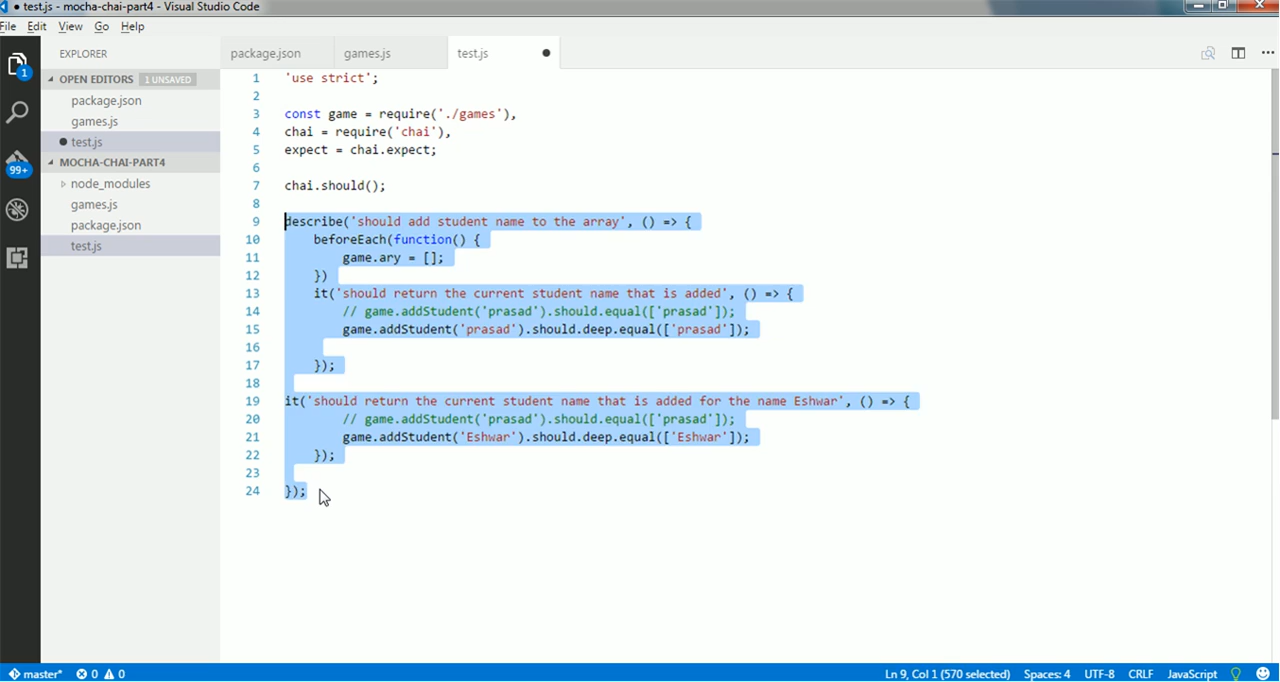 test.js - mocha-chai-part4 - Visual Studio Code
File Edit View Go Help
EXPLORER
OPEN EDITORS 1 UNSAVED
package.json
games.js
test.js
MOCHA-CHAI-PART4
node_modules
games.js
package.json
test.js
1
99+
package.json games.js test.js
1 'use strict';
2
3 const game = require('./games'),
4 chai = require('chai'),
5 expect = chai.expect;
6
7 chai.should();
8
9 describe('should add student name to the array', () => {
10 beforeEach(function() {
11 game.ary = [];
12 })
13 it('should return the current student name that is added', () => {
14 // game.addStudent('prasad').should.equal(['prasad']);
15 game.addStudent('prasad').should.deep.equal(['prasad']);
16
17 });
18
19 it('should return the current student name that is added for the name Eshwar', () => {
20 // game.addStudent('prasad').should.equal(['prasad']);
21 game.addStudent('Eshwar').should.deep.equal(['Eshwar']);
22 });
23
24 });
master* 0 0 Ln 9, Col 1 (570 selected) Spaces: 4 UTF-8 CRLF JavaScript